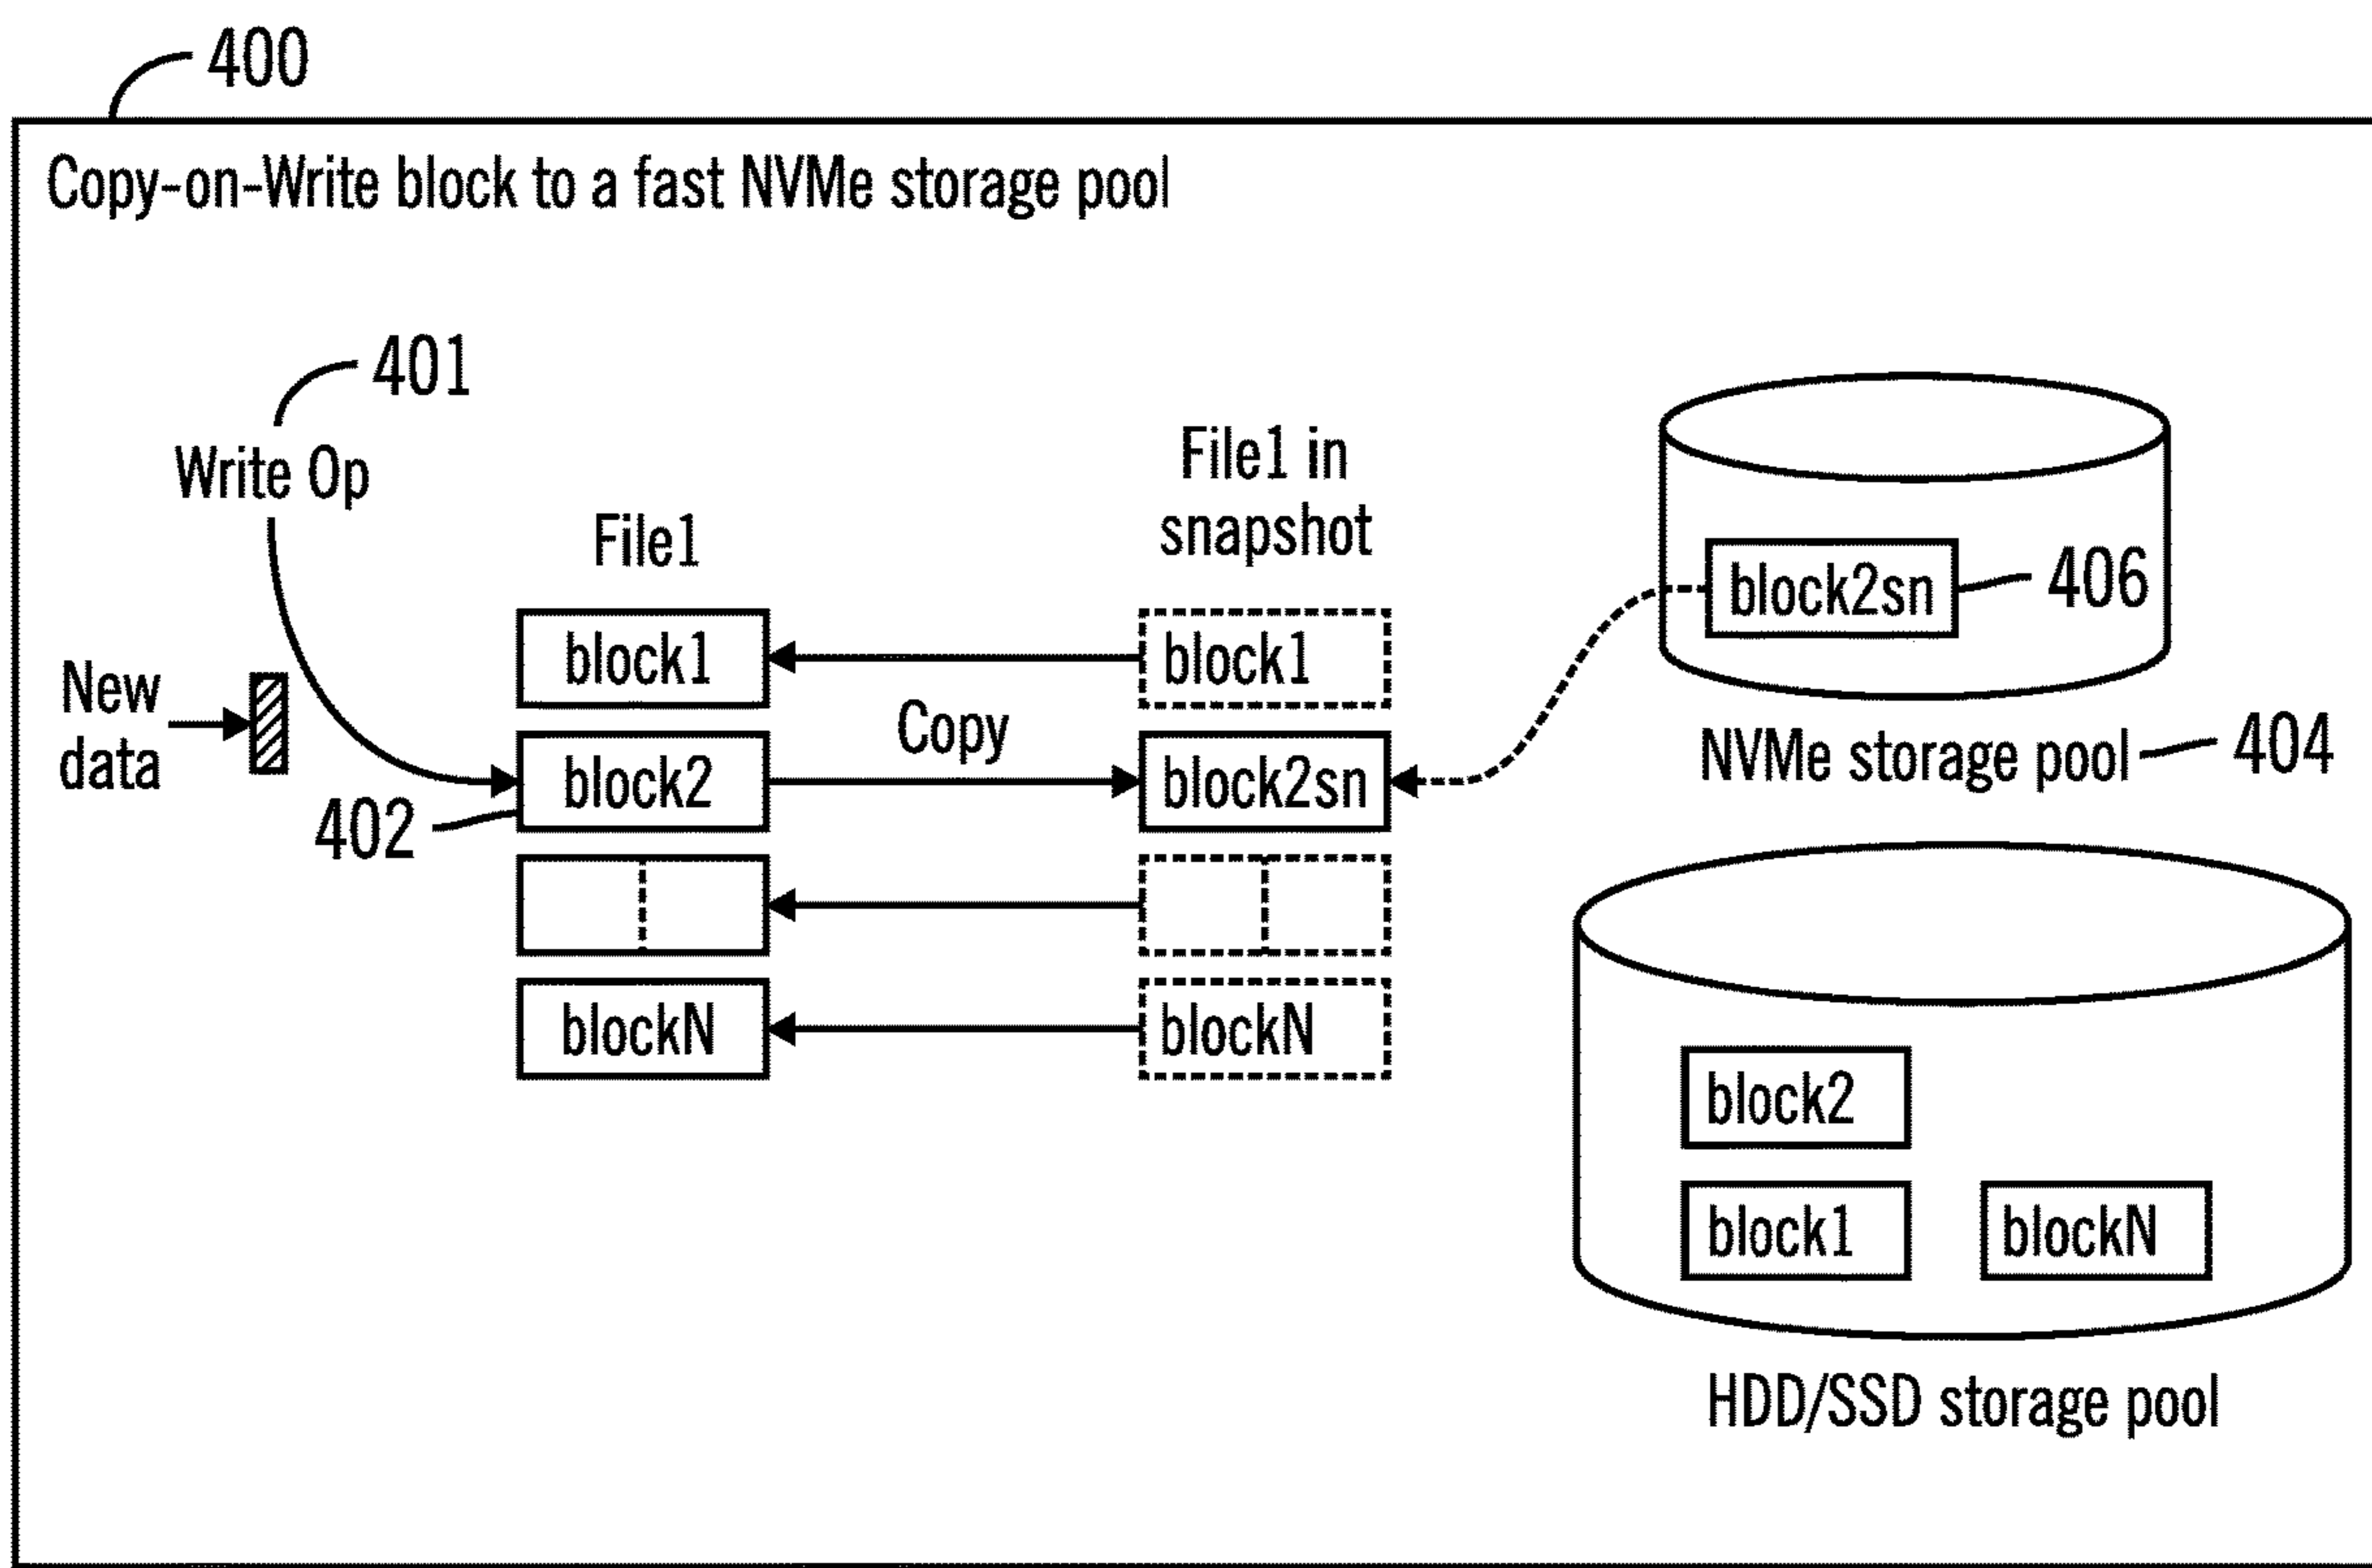 400
Copy-on-Write block to a fast NVMe storage pool
401
Write Op
File1
File1 in
snapshot
block2sn
406
block1
block1
New
data
Copy
NVMe storage pool
404
block2
block2sn
402
blockN
blockN
block2
block1
blockN
HDD/SSD storage pool